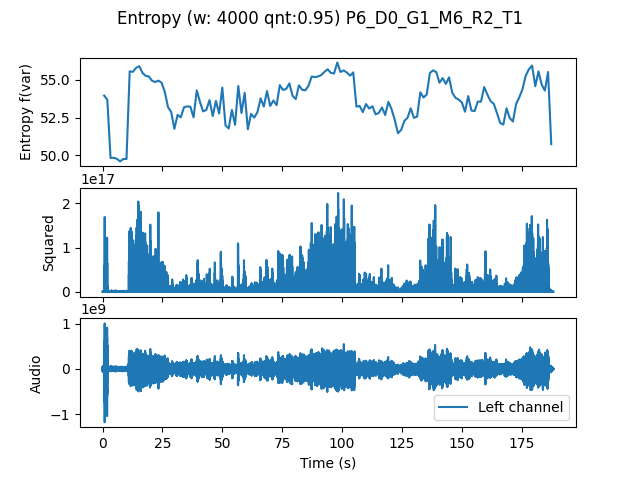 Entropy (w: 4000 qnt:0.95) P6_D0_G1_M6_R2_T1
Entropy f(var)
55.0
52.5
50.0
1e17
Squared
2
1
0
1e9
Audio
1
0
−1
Left channel
0 25 50 75 100 125 150 175
Time (s)